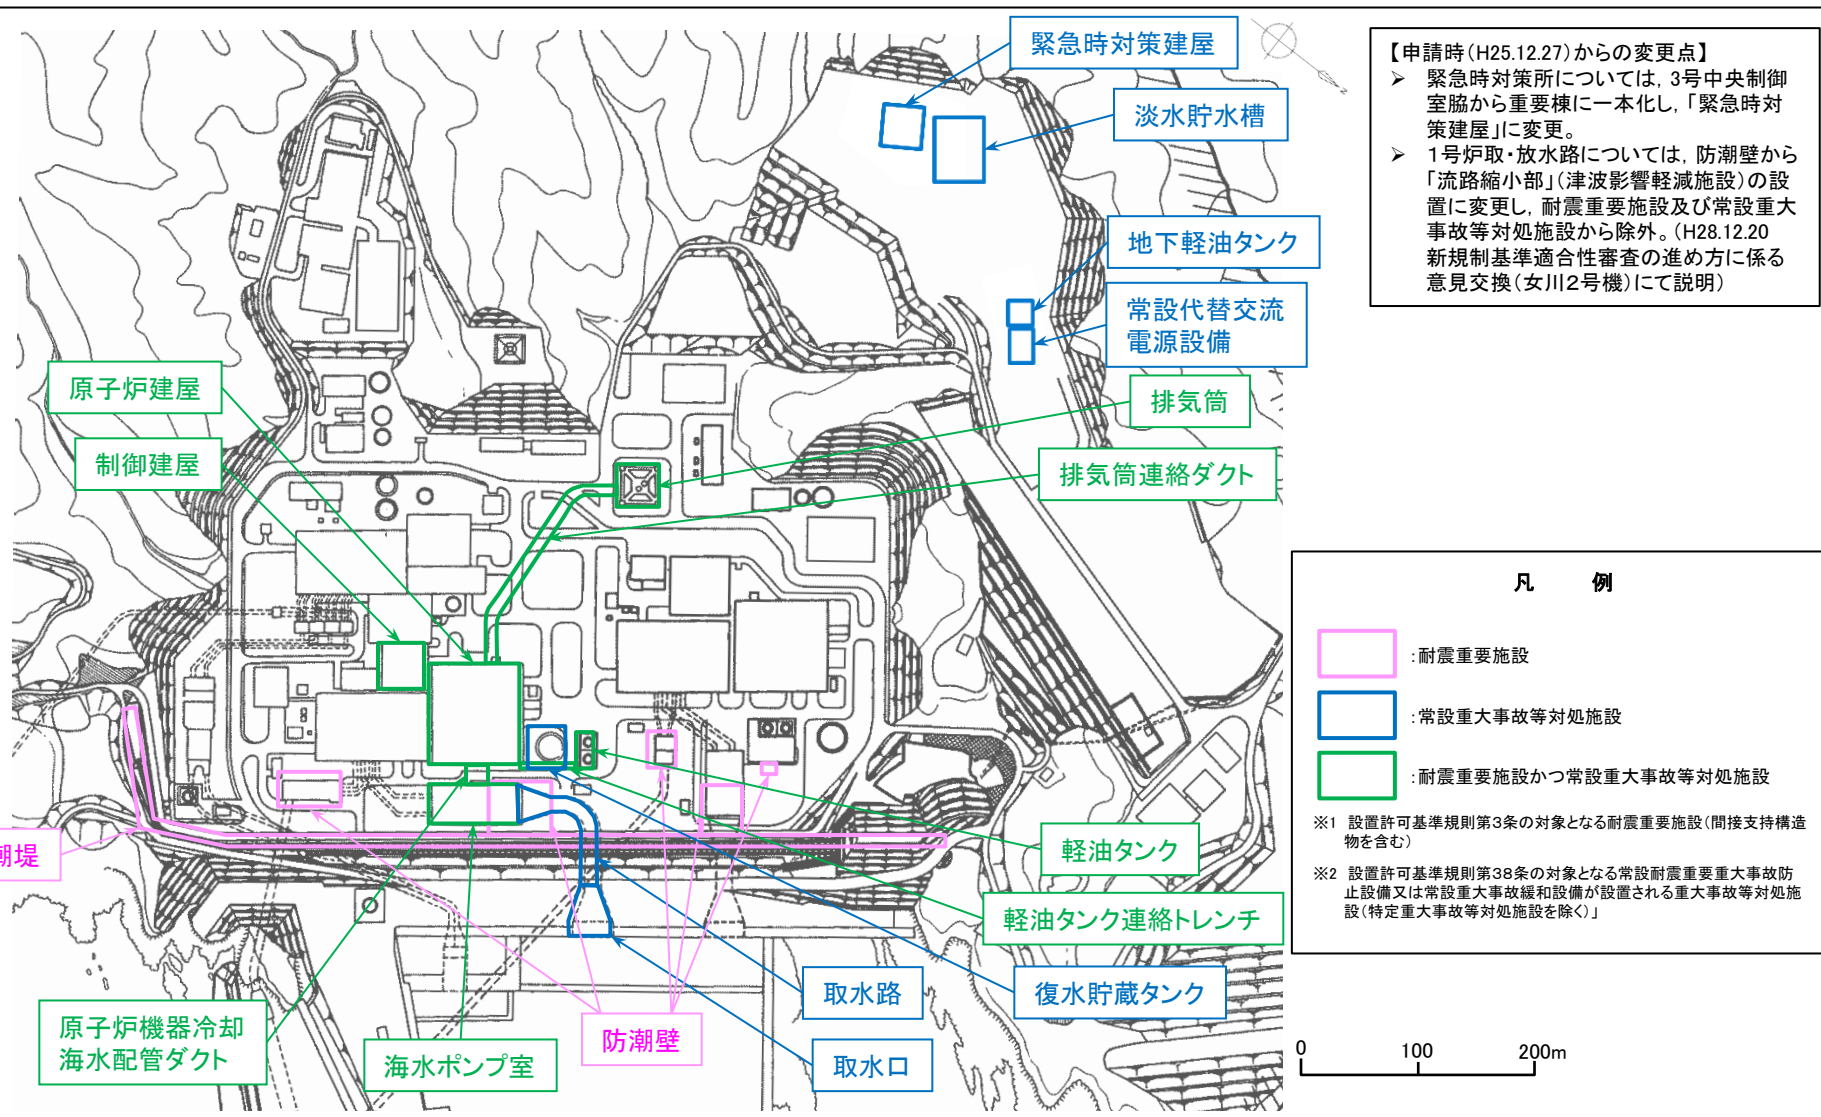 緊急時対策建屋
淡水貯水槽
地下軽油タンク
常設代替交流
電源設備
排気筒
排気筒連絡ダクト
原子炉建屋
制御建屋
潮堤
原子炉機器冷却
海水配管ダクト
海水ポンプ室
防潮壁
取水路
取水口
復水貯蔵タンク
軽油タンク連絡トレンチ
軽油タンク
【申請時(H25.12.27)からの変更点】
➢ 緊急時対策所については, 3号中央制御
室脇から重要棟に一本化し,「緊急時対
策建屋」に変更。
➢ 1号炉取・放水路については, 防潮壁から
「流路縮小部」(津波影響軽減施設)の設
置に変更し, 耐震重要施設及び常設重大
事故等対処施設から除外。(H28.12.20
新規制基準適合性審査の進め方に係る
意見交換(女川2号機)にて説明)
凡 例
:耐震重要施設
:常設重大事故等対処施設
:耐震重要施設かつ常設重大事故等対処施設
※1 設置許可基準規則第3条の対象となる耐震重要施設(間接支持構造
物を含む)
※2 設置許可基準規則第38条の対象となる常設耐震重要重大事故防
止設備又は常設重大事故緩和設備が設置される重大事故等対処施
設(特定重大事故等対処施設を除く)」
0 100 200m